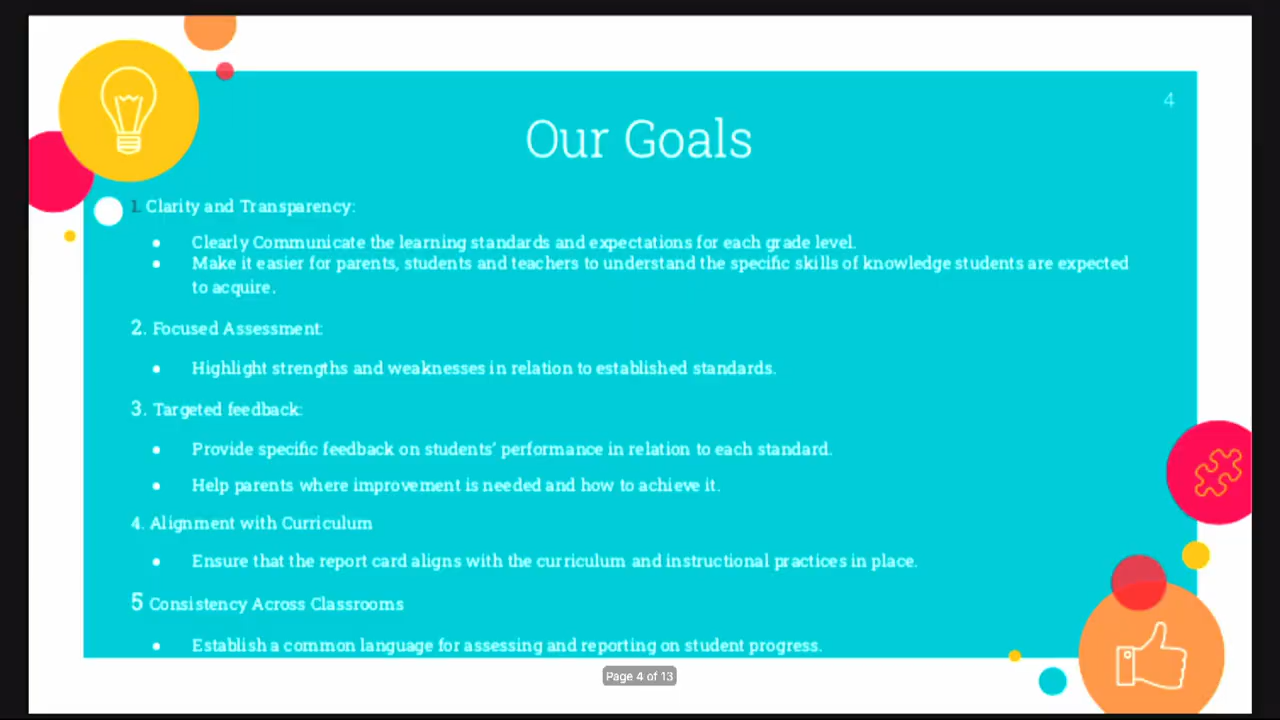 4
Our Goals
1. Clarity and Transparency:
● Clearly Communicate the learning standards and expectations for each grade level.
● Make it easier for parents, students and teachers to understand the specific skills of knowledge students are expected
to acquire.
2. Focused Assessment:
● Highlight strengths and weaknesses in relation to established standards.
3. Targeted feedback:
● Provide specific feedback on students’ performance in relation to each standard.
● Help parents where improvement is needed and how to achieve it.
4. Alignment with Curriculum
● Ensure that the report card aligns with the curriculum and instructional practices in place.
5 Consistency Across Classrooms
● Establish a common language for assessing and reporting on student progress.
Page 4 of 13